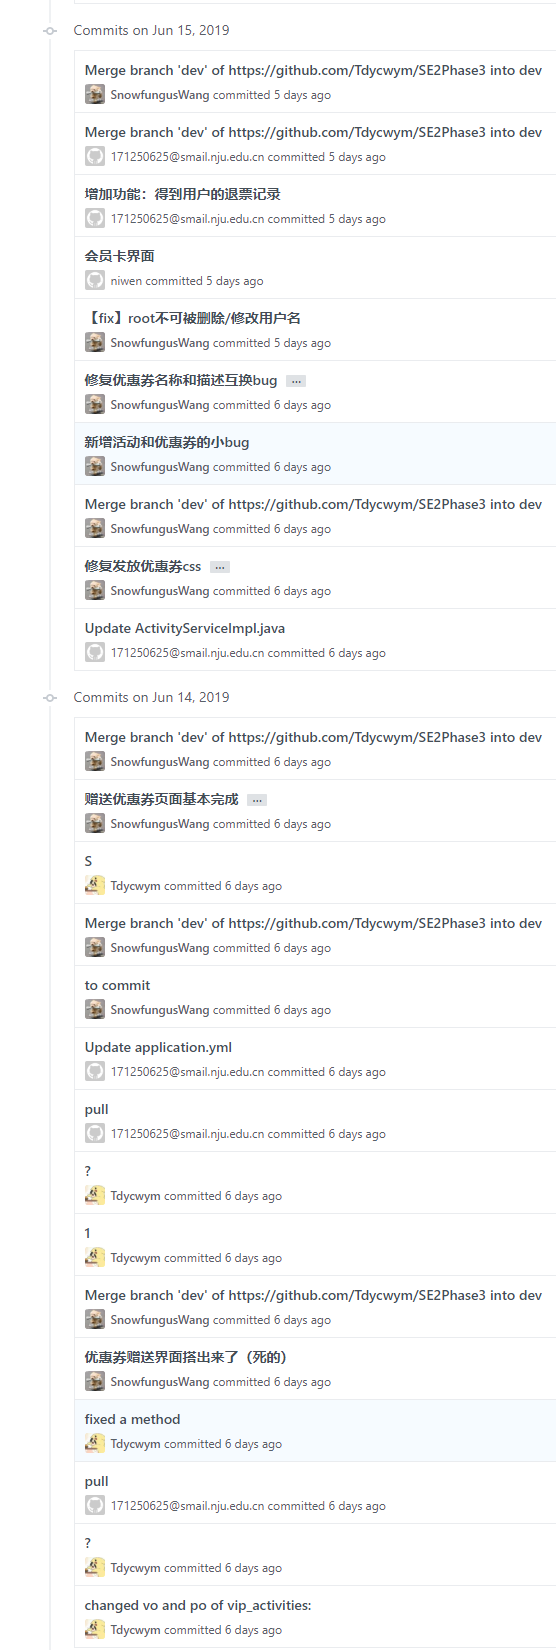 Commits on Jun 15, 2019
Merge branch 'dev' of https://github.com/Tdycwym/SE2Phase3 into dev
SnowfungusWang committed 5 days ago
Merge branch 'dev' of https://github.com/Tdycwym/SE2Phase3 into dev
171250625@smail.nju.edu.cn committed 5 days ago
增加功能：得到用户的退票记录
171250625@smail.nju.edu.cn committed 5 days ago
会员卡界面
niwen committed 5 days ago
【fix】root不可被删除/修改用户名
SnowfungusWang committed 5 days ago
修复优惠券名称和描述互换bug …
SnowfungusWang committed 6 days ago
新增活动和优惠券的小bug
SnowfungusWang committed 6 days ago
Merge branch 'dev' of https://github.com/Tdycwym/SE2Phase3 into dev
SnowfungusWang committed 6 days ago
修复发放优惠券css …
SnowfungusWang committed 6 days ago
Update ActivityServiceImpl.java
171250625@smail.nju.edu.cn committed 6 days ago
Commits on Jun 14, 2019
Merge branch 'dev' of https://github.com/Tdycwym/SE2Phase3 into dev
SnowfungusWang committed 6 days ago
赠送优惠券页面基本完成 …
SnowfungusWang committed 6 days ago
S
Tdycwym committed 6 days ago
Merge branch 'dev' of https://github.com/Tdycwym/SE2Phase3 into dev
SnowfungusWang committed 6 days ago
to commit
SnowfungusWang committed 6 days ago
Update application.yml
171250625@smail.nju.edu.cn committed 6 days ago
pull
171250625@smail.nju.edu.cn committed 6 days ago
?
Tdycwym committed 6 days ago
1
Tdycwym committed 6 days ago
Merge branch 'dev' of https://github.com/Tdycwym/SE2Phase3 into dev
SnowfungusWang committed 6 days ago
优惠券赠送界面搭出来了（死的）
SnowfungusWang committed 6 days ago
fixed a method
Tdycwym committed 6 days ago
pull
171250625@smail.nju.edu.cn committed 6 days ago
?
Tdycwym committed 6 days ago
changed vo and po of vip_activities:
Tdycwym committed 6 days ago